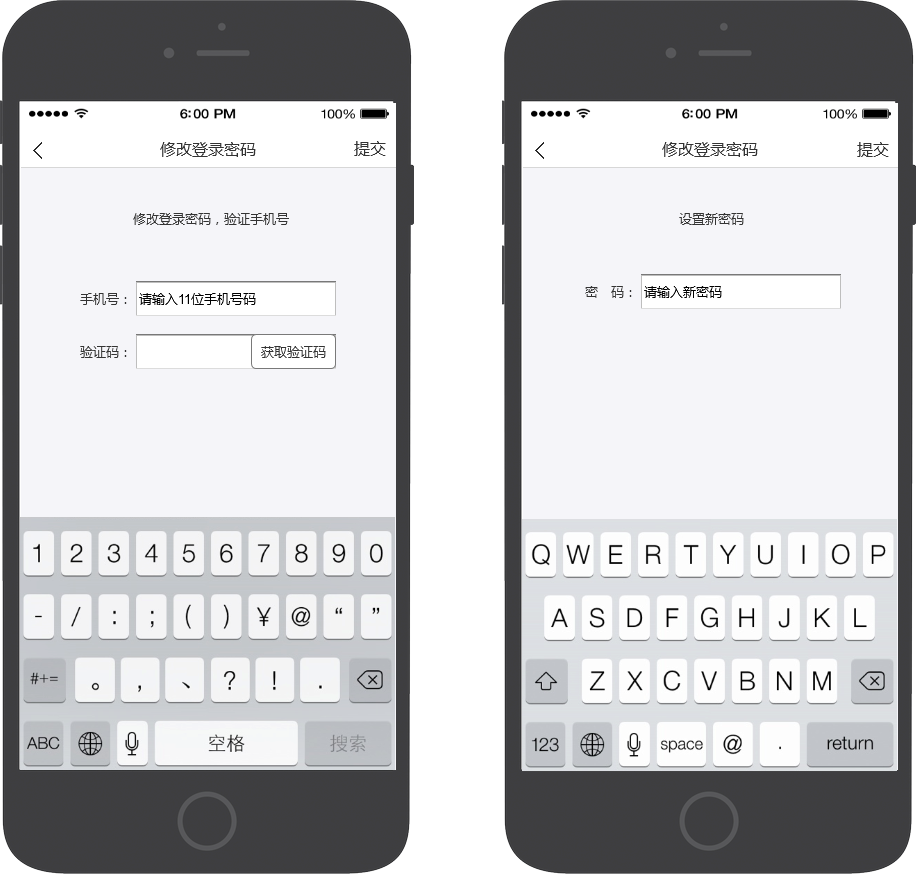 6:00 PM 100%
修改登录密码 提交
修改登录密码，验证手机号
手机号： 请输入11位手机号码
验证码： 获取验证码
1 2 3 4 5 6 7 8 9 0
- / : ; ( ) ¥ @ “ ”
#+= 。 ， 、 ? ! .
ABC 空格 搜索
6:00 PM 100%
修改登录密码 提交
设置新密码
密 码： 请输入新密码
Q W E R T Y U I O P
A S D F G H J K L
Z X C V B N M
123 space @ . return